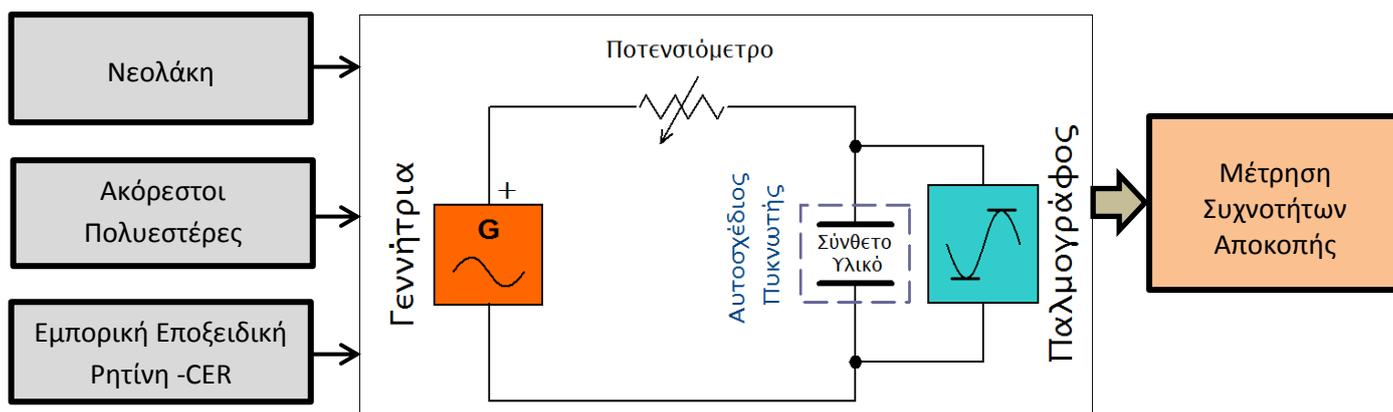 Νεολάκη
Ακόρεστοι
Πολυεστέρες
Εμπορική Εποξειδική
Ρητίνη -CER
Ποτενσιόμετρο
Γεννήτρια
+
G
Αυτοσχέδιος
Πυκνωτής
Σύνθετο
Υλικό
Παλμογράφος
Μέτρηση
Συχνοτήτων
Αποκοπής